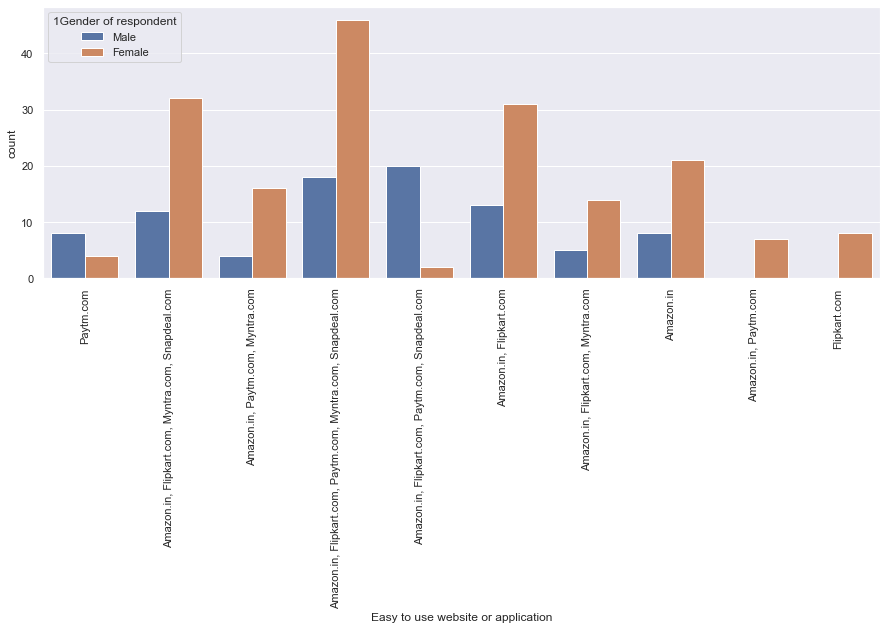 1Gender of respondent
Male
Female
count
40
30
20
10
0
Paytm.com
Amazon.in, Flipkart.com, Myntra.com, Snapdeal.com
Amazon.in, Paytm.com, Myntra.com
Amazon.in, Flipkart.com, Paytm.com, Myntra.com, Snapdeal.com
Amazon.in, Flipkart.com, Paytm.com, Snapdeal.com
Amazon.in, Flipkart.com
Amazon.in, Flipkart.com, Myntra.com
Amazon.in
Amazon.in, Paytm.com
Flipkart.com
Easy to use website or application